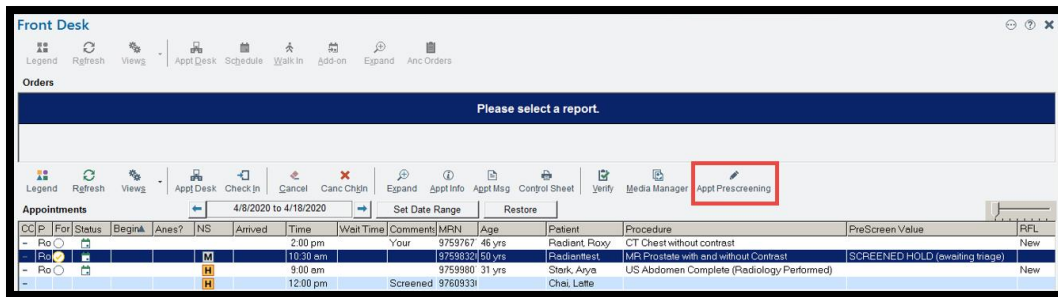 Front Desk
Legend Refresh Views Appt Desk Schedule Walk In Add-on Expand Anc Orders
Orders
Please select a report.
Legend Refresh Views Appt Desk Check In Cancel Canc ChkIn Expand Appt Info Appt Msg Control Sheet Verify Media Manager Appt Prescreening
Appointments 4/8/2020 to 4/18/2020 Set Date Range Restore
CC P For Status Begin Anes? NS Arrived Time Wait Time Comments MRN Age Patient Procedure PreScreen Value RFL
– Ro 2:00 pm Your 9759767 46 yrs Radiant, Roxy CT Chest without contrast New
– Ro M 10:30 am 50 yrs Radianttest, MR Prostate with and without Contrast SCREENED HOLD (awaiting triage)
– Ro H 9:00 am 9759980 31 yrs Stark, Arya US Abdomen Complete (Radiology Performed) New
– H 12:00 pm Screened Chai, Latte